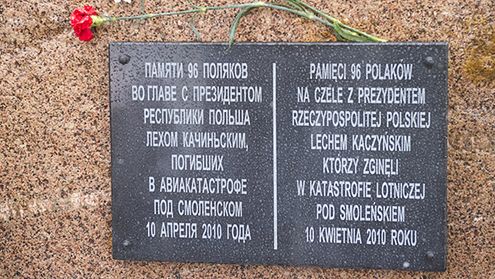 ПАМЯТИ 96 ПОЛЯКОВ
ВО ГЛАВЕ С ПРЕЗИДЕНТОМ
РЕСПУБЛИКИ ПОЛЬША
ЛЕХОМ КАЧИНЬСКИМ,
ПОГИБШИХ
В АВИАКАТАСТРОФЕ
ПОД СМОЛЕНСКОМ
10 АПРЕЛЯ 2010 ГОДА
PAMIĘCI 96 POLAKÓW
NA CZELE Z PREZYDENTEM
RZECZYPOSPOLITEJ POLSKIEJ
LECHEM KACZYŃSKIM
KTÓRZY ZGINĘLI
W KATASTROFIE LOTNICZEJ
POD SMOLEŃSKIEM
10 KWIETNIA 2010 ROKU